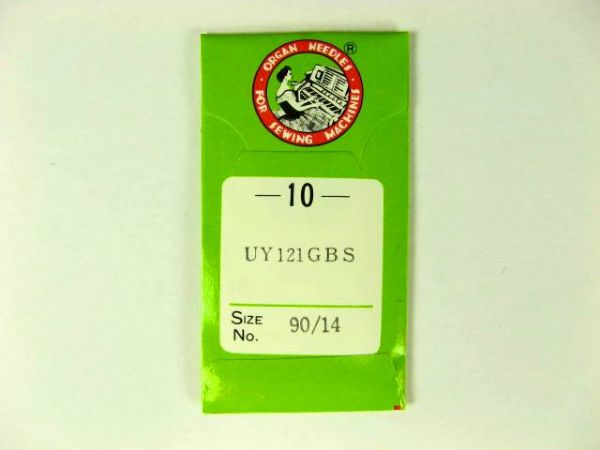 ORGAN NEEDLES ®
FOR SEWING MACHINES
— 10 —
UY121GBS
SIZE No. 90/14